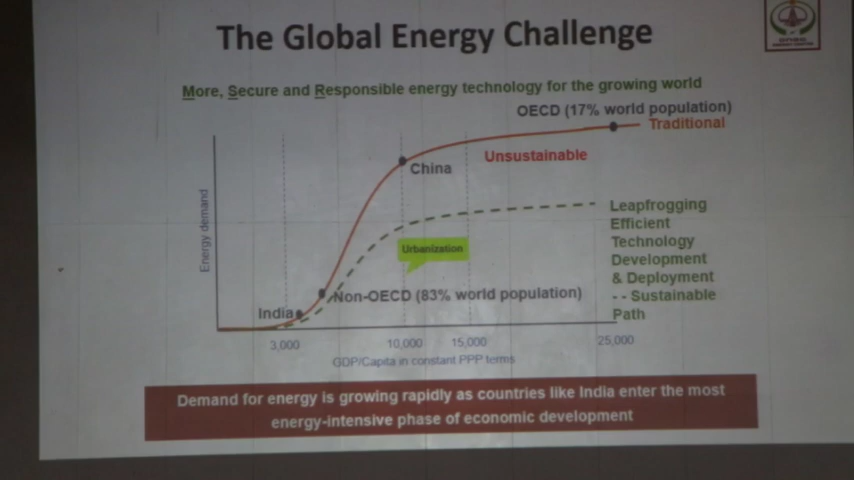 The Global Energy Challenge
More, Secure and Responsible energy technology for the growing world
OECD (17% world population)
Traditional
China
Unsustainable
Energy demand
Leapfrogging
Efficient
Technology
Development
& Deployment
- - Sustainable
Path
Urbanization
Non-OECD (83% world population)
India
3,000
10,000
15,000
25,000
GDP/Capita in constant PPP terms
Demand for energy is growing rapidly as countries like India enter the most
energy-intensive phase of economic development